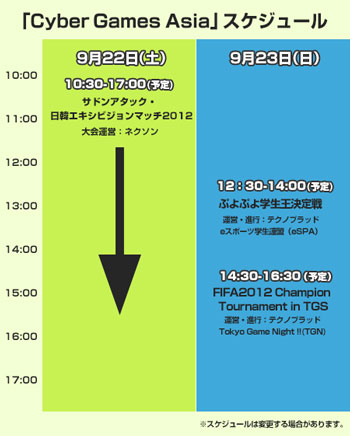 「Cyber Games Asia」スケジュール
9月22日(土)
9月23日(日)
10:00
11:00
12:00
13:00
14:00
15:00
16:00
17:00
10:30-17:00(予定)
サドンアタック・
日韓エキシビジョンマッチ2012
大会運営：ネクソン
12：30-14:00(予定)
ぷよぷよ学生王決定戦
運営・進行：テクノブラッド
eスポーツ学生連盟（eSPA）
14:30-16:30(予定)
FIFA2012 Champion
Tournament in TGS
運営・進行：テクノブラッド
Tokyo Game Night !!(TGN)
※スケジュールは変更する場合があります。